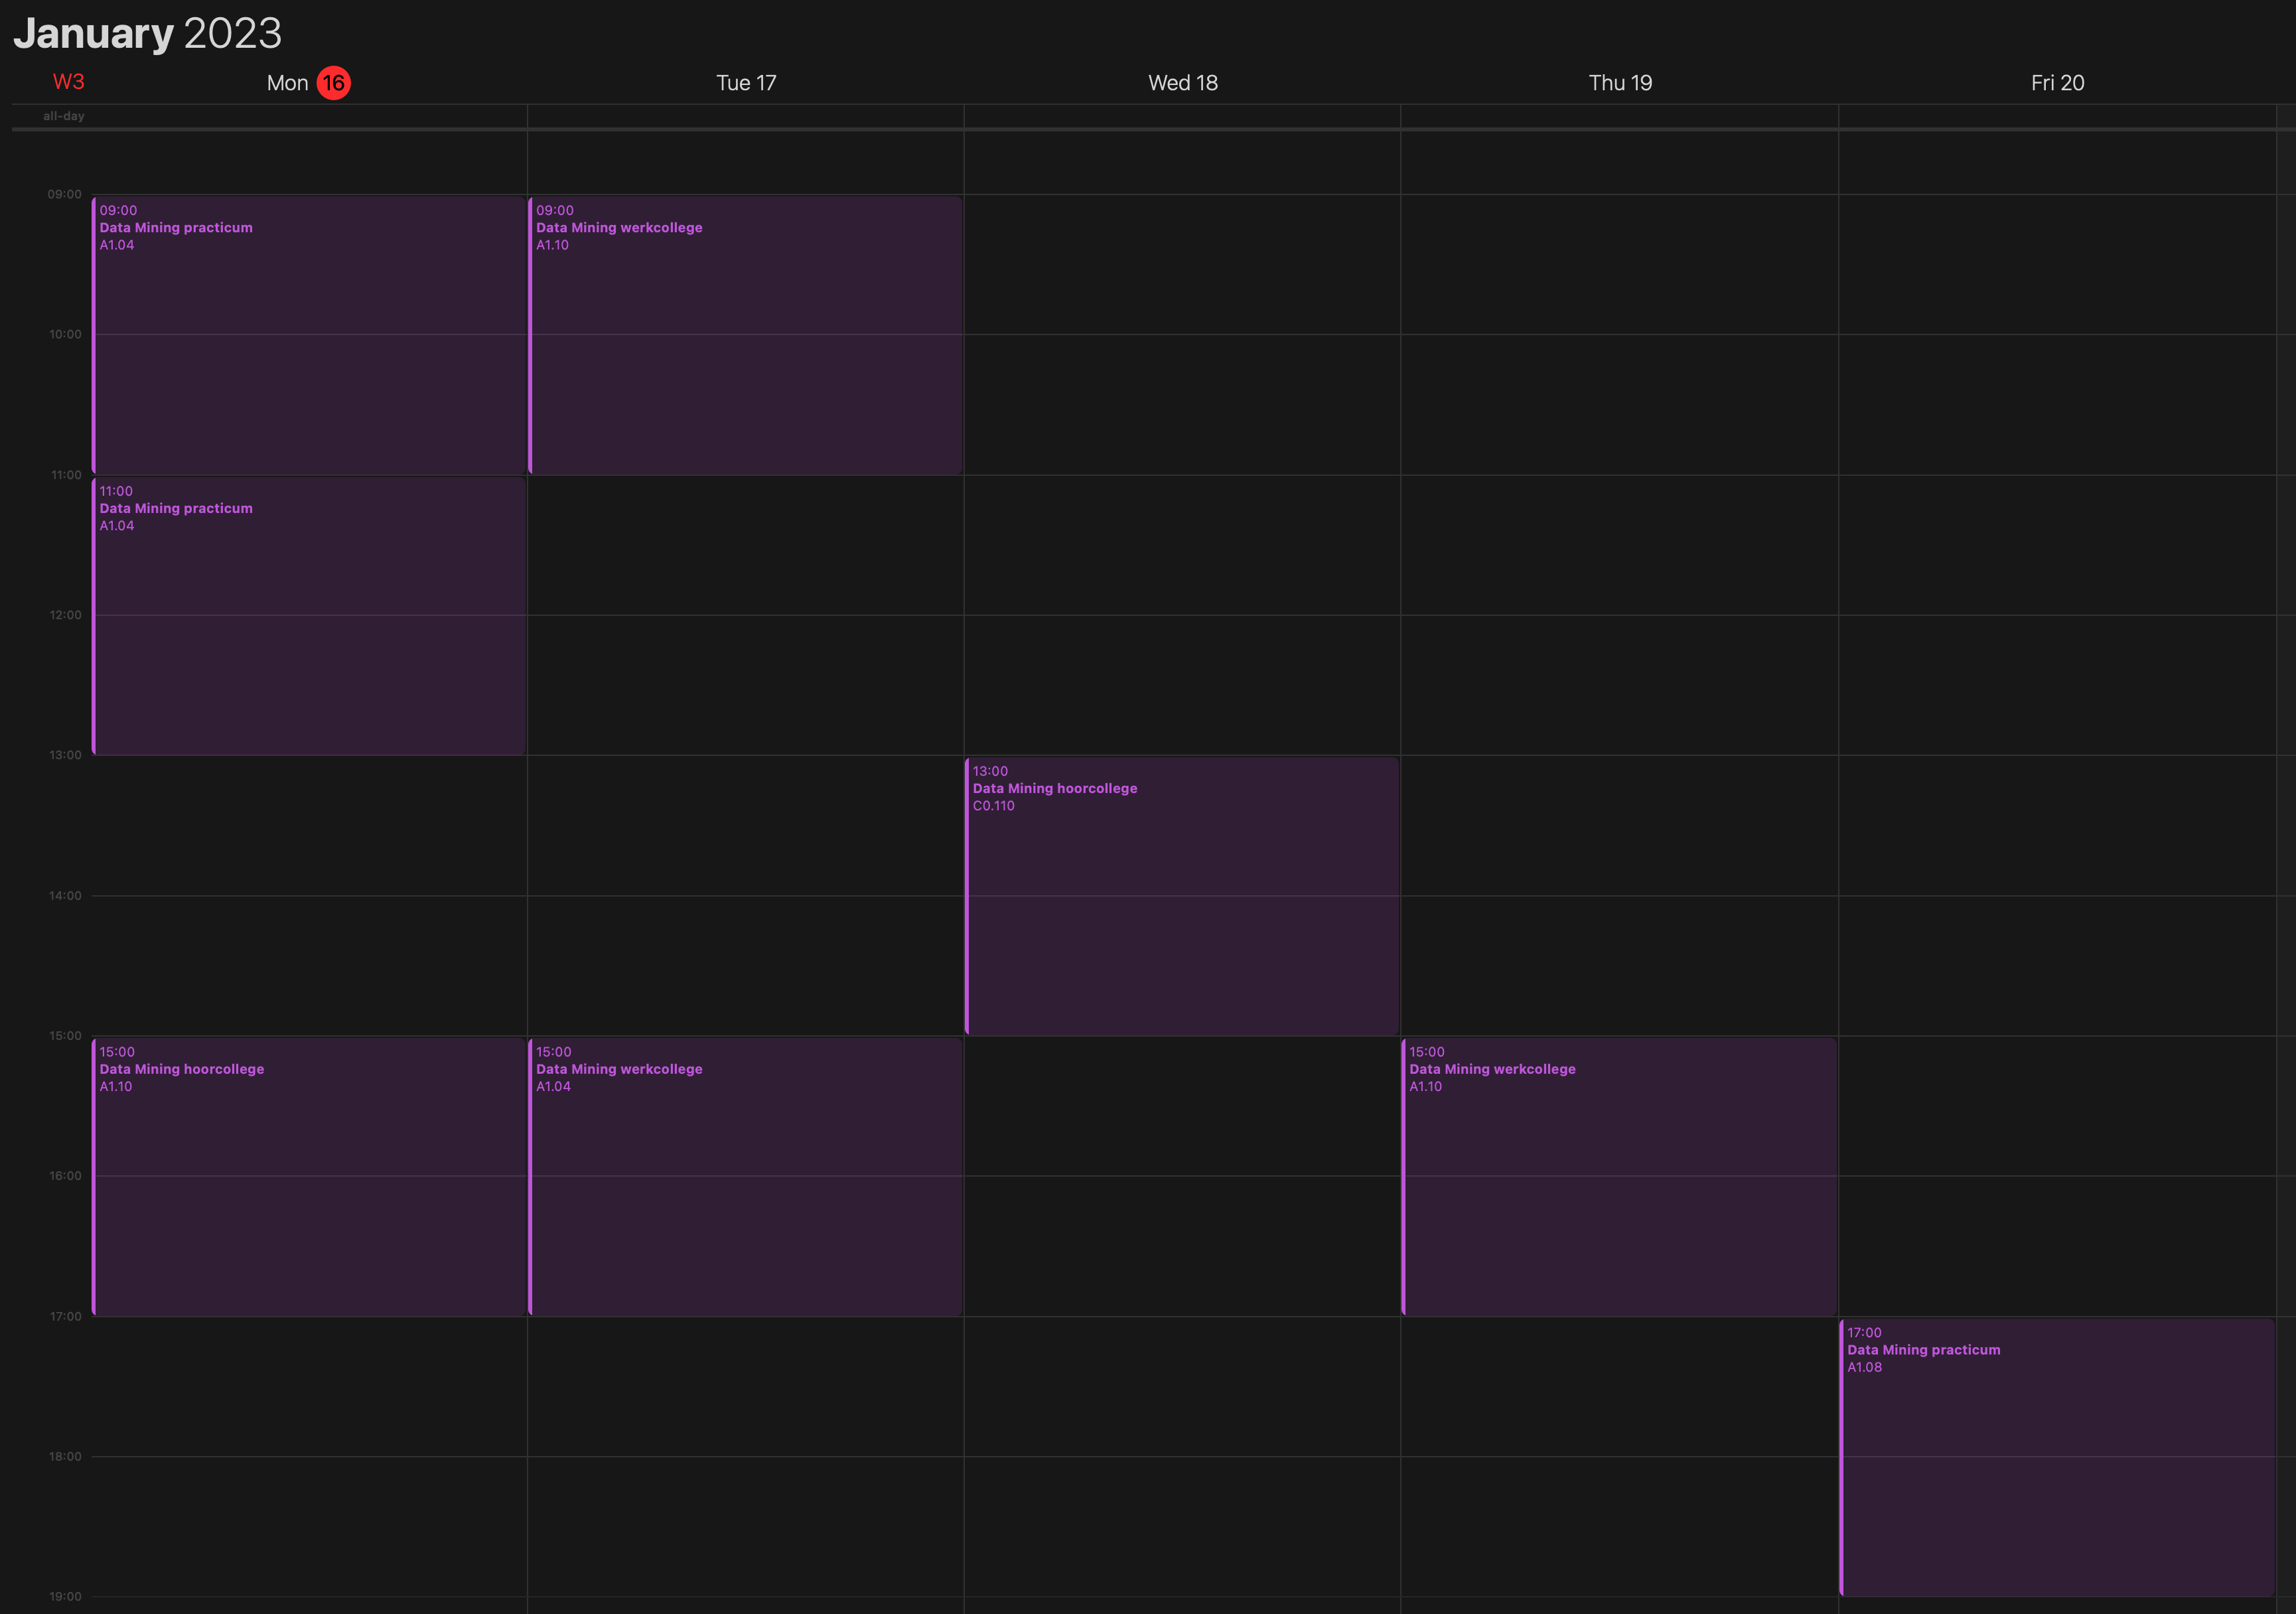 January 2023
W3
Mon 16
Tue 17
Wed 18
Thu 19
Fri 20
all-day
09:00
10:00
11:00
12:00
13:00
14:00
15:00
16:00
17:00
18:00
19:00
09:00
Data Mining practicum
A1.04
11:00
Data Mining practicum
A1.04
15:00
Data Mining hoorcollege
A1.10
09:00
Data Mining werkcollege
A1.10
15:00
Data Mining werkcollege
A1.04
13:00
Data Mining hoorcollege
C0.110
15:00
Data Mining werkcollege
A1.10
17:00
Data Mining practicum
A1.08